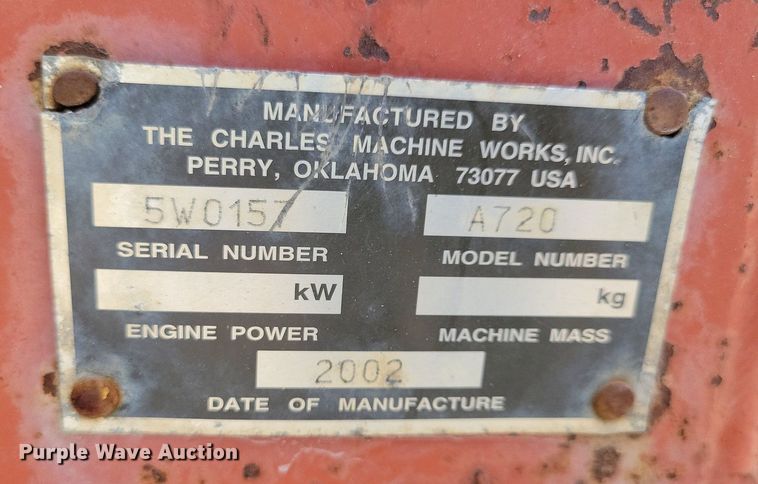 MANUFACTURED BY
THE CHARLES MACHINE WORKS, INC.
PERRY, OKLAHOMA 73077 USA
5W0157 A720
SERIAL NUMBER MODEL NUMBER
kW kg
ENGINE POWER MACHINE MASS
2002
DATE OF MANUFACTURE
Purple Wave Auction®